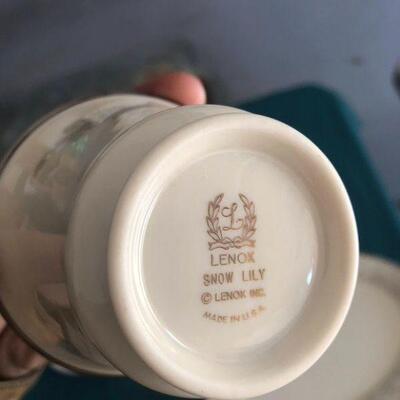 L
LENOX
SNOW LILY
© LENOX INC.
MADE IN U.S.A.